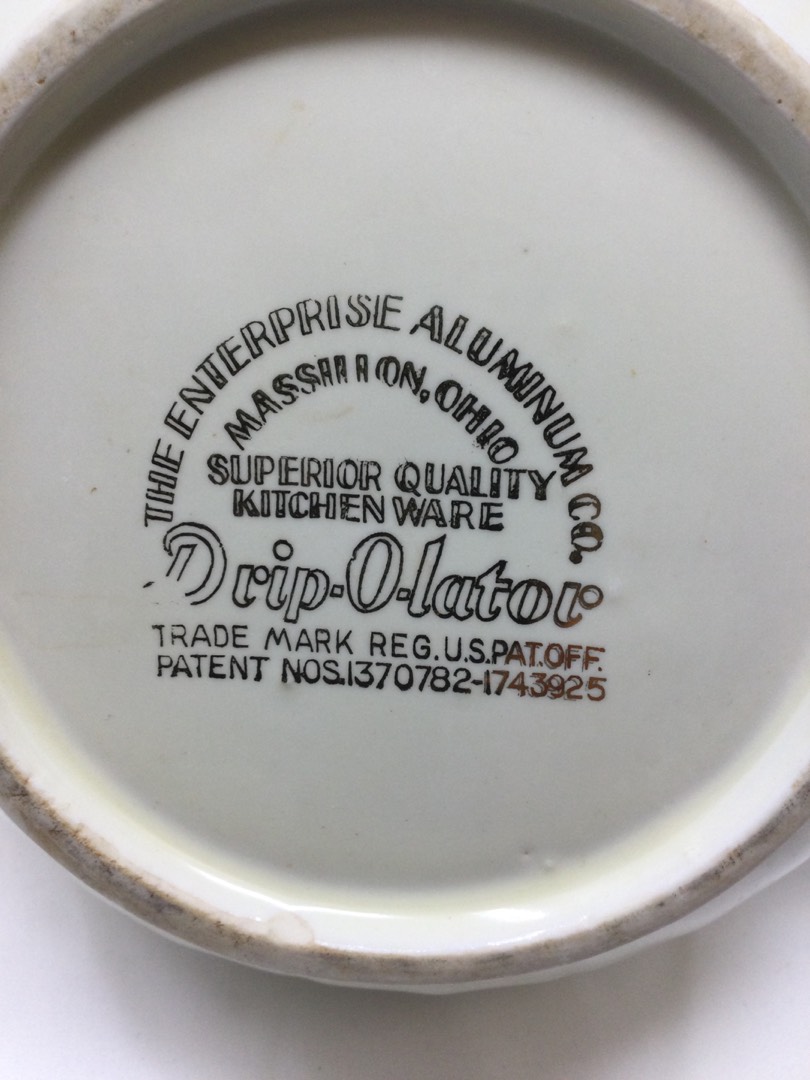 THE ENTERPRISE ALUMINUM CO.
MASSILLON, OHIO
SUPERIOR QUALITY
KITCHEN WARE
Drip-O-lator
TRADE MARK REG. U.S. PAT. OFF.
PATENT NOS. 1370782-1743925